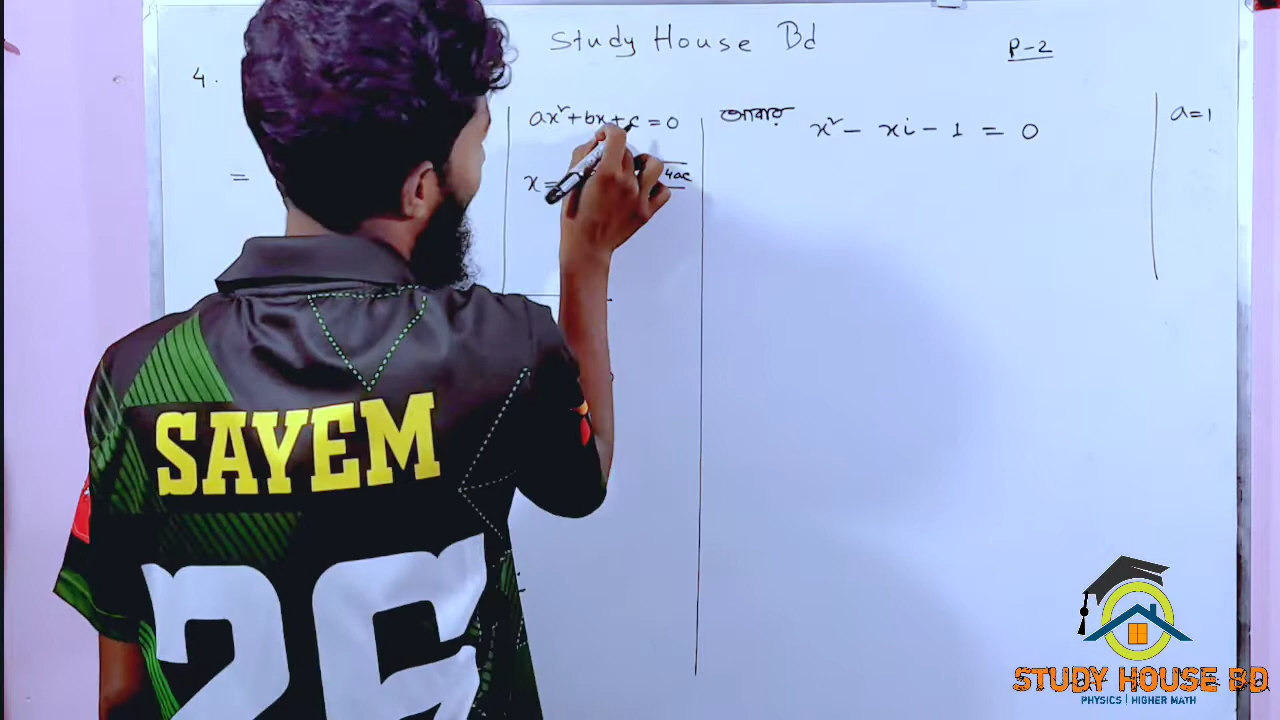 Study House Bd
P-2
4.
=
ax²+bx+c=0
x=
4ac
আবার x² - xi - 1 = 0
a=1
SAYEM
26
STUDY HOUSE BD
PHYSICS | HIGHER MATH